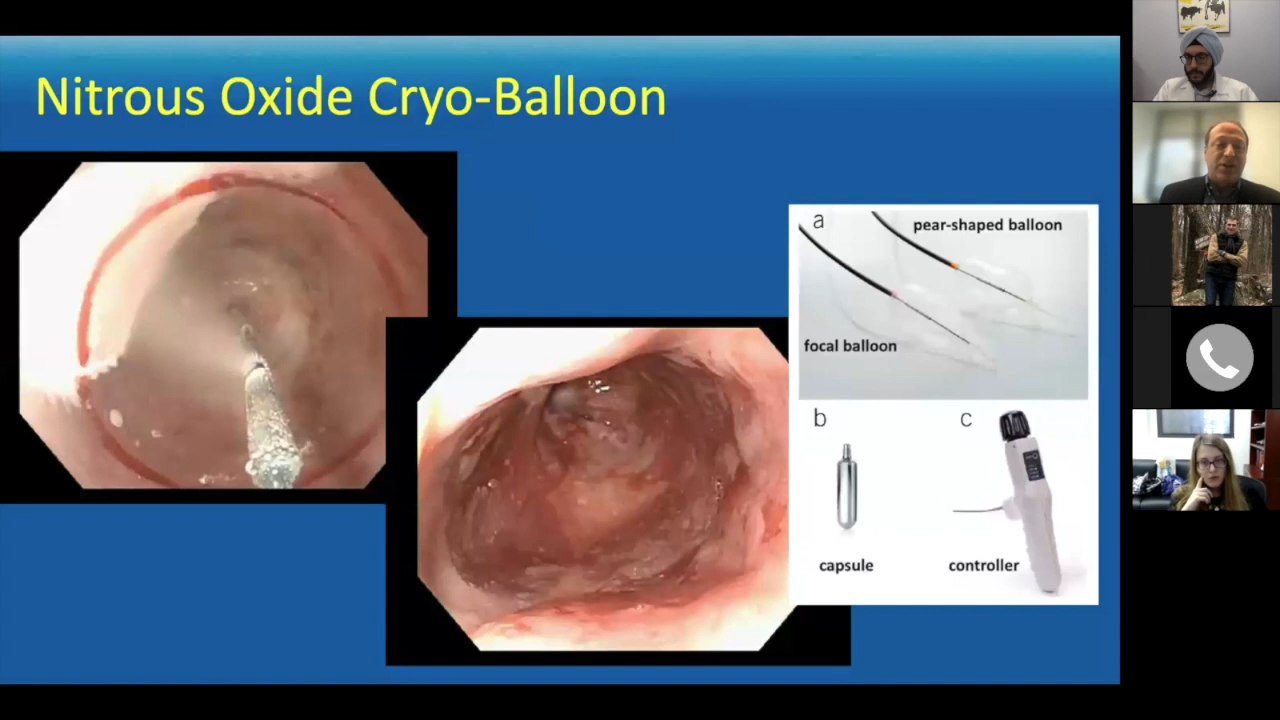 Nitrous Oxide Cryo-Balloon
a
pear-shaped balloon
focal balloon
b
c
capsule
controller